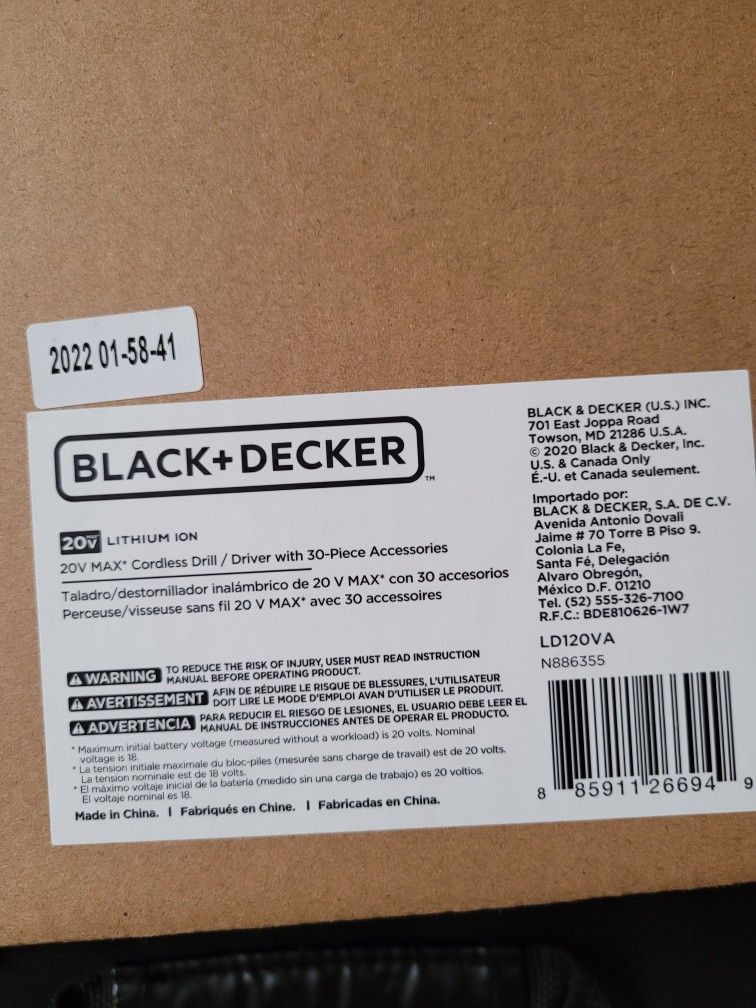 2022 01-58-41
BLACK+DECKER™
20V MAX* LITHIUM ION
20V MAX* Cordless Drill / Driver with 30-Piece Accessories
Taladro/destornillador inalámbrico de 20 V MAX* con 30 accesorios
Perceuse/visseuse sans fil 20 V MAX* avec 30 accessoires
WARNING TO REDUCE THE RISK OF INJURY, USER MUST READ INSTRUCTION
MANUAL BEFORE OPERATING PRODUCT.
AVERTISSEMENT AFIN DE RÉDUIRE LE RISQUE DE BLESSURES, L'UTILISATEUR
DOIT LIRE LE MODE D'EMPLOI AVAN D'UTILISER LE PRODUIT.
ADVERTENCIA PARA REDUCIR EL RIESGO DE LESIONES, EL USUARIO DEBE LEER EL
MANUAL DE INSTRUCCIONES ANTES DE OPERAR EL PRODUCTO.
* Maximum initial battery voltage (measured without a workload) is 20 volts. Nominal
voltage is 18.
* La tension initiale maximale du bloc-piles (mesurée sans charge de travail) est de 20 volts.
La tension nominale est de 18 volts.
* El máximo voltaje inicial de la batería (medido sin una carga de trabajo) es 20 voltios.
El voltaje nominal es 18.
Made in China. | Fabriqués en Chine. | Fabricadas en China.
BLACK & DECKER (U.S.) INC.
701 East Joppa Road
Towson, MD 21286 U.S.A.
© 2020 Black & Decker, Inc.
U.S. & Canada Only
É.-U. et Canada seulement.
Importado por:
BLACK & DECKER, S.A. DE C.V.
Avenida Antonio Dovali
Jaime # 70 Torre B Piso 9.
Colonia La Fe,
Santa Fé, Delegación
Alvaro Obregón,
México D.F. 01210
Tel. (52) 555-326-7100
R.F.C.: BDE810626-1W7
LD120VA
N886355
8 85911 26694 9